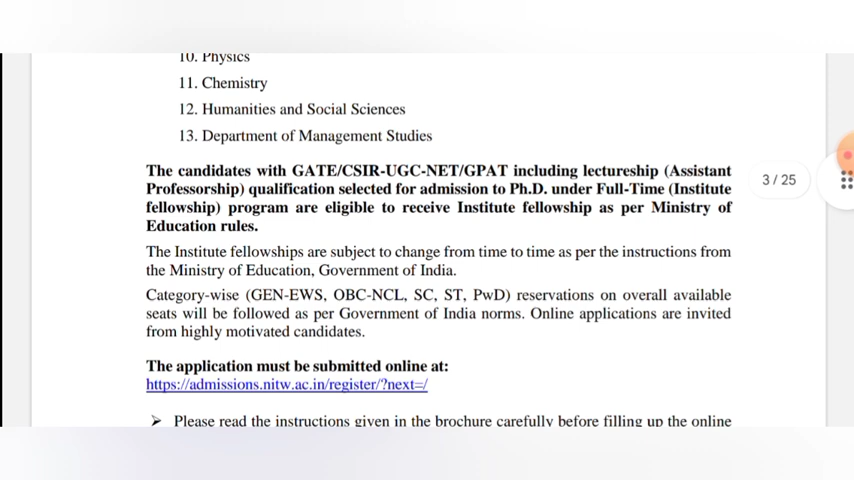 10. Physics
11. Chemistry
12. Humanities and Social Sciences
13. Department of Management Studies
The candidates with GATE/CSIR-UGC-NET/GPAT including lectureship (Assistant
Professorship) qualification selected for admission to Ph.D. under Full-Time (Institute
fellowship) program are eligible to receive Institute fellowship as per Ministry of
Education rules.
3 / 25
The Institute fellowships are subject to change from time to time as per the instructions from
the Ministry of Education, Government of India.
Category-wise (GEN-EWS, OBC-NCL, SC, ST, PwD) reservations on overall available
seats will be followed as per Government of India norms. Online applications are invited
from highly motivated candidates.
The application must be submitted online at:
https://admissions.nitw.ac.in/register/?next=/
➢ Please read the instructions given in the brochure carefully before filling up the online